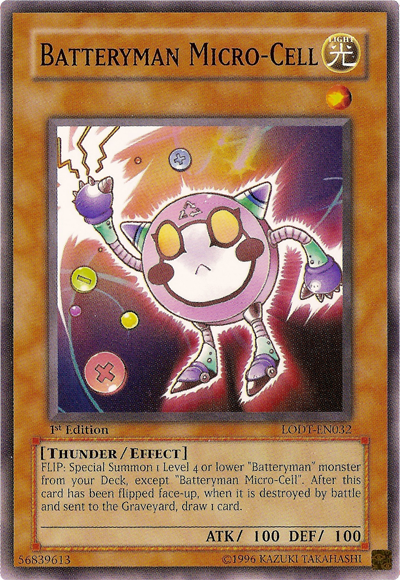 BATTERYMAN MICRO-CELL
LIGHT
光
1st Edition
LODT-EN032
[THUNDER / EFFECT]
FLIP: Special Summon 1 Level 4 or lower "Batteryman" monster
from your Deck, except "Batteryman Micro-Cell". After this
card has been flipped face-up, when it is destroyed by battle
and sent to the Graveyard, draw 1 card.
ATK/ 100 DEF/ 100
56839613
©1996 KAZUKI TAKAHASHI